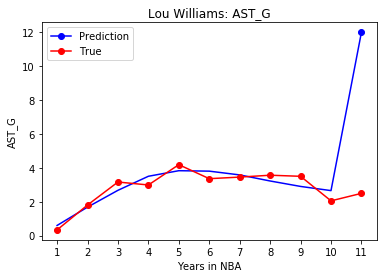 Lou Williams: AST_G
Prediction
True
AST_G
12
10
8
6
4
2
0
1 2 3 4 5 6 7 8 9 10 11
Years in NBA